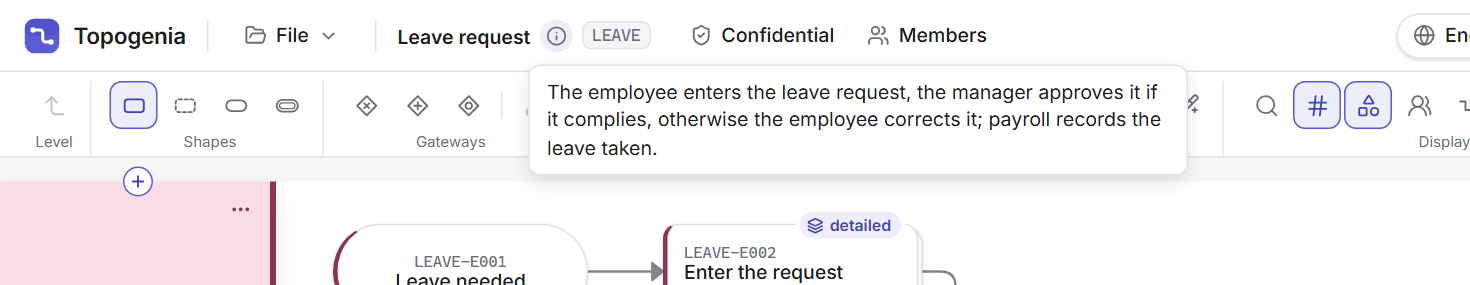 Topogenia
File
Leave request
LEAVE
Confidential
Members
The employee enters the leave request, the manager approves it if
it complies, otherwise the employee corrects it; payroll records the
leave taken.
Level
Shapes
Gateways
Display
detailed
LEAVE-E001
Leave needed
LEAVE-E002
Enter the request